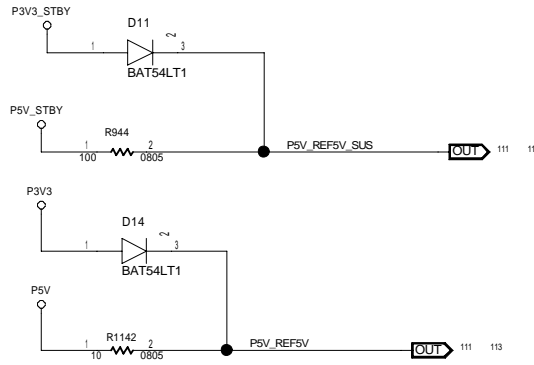 P3V3_STBY
D11
1
2
3
BAT54LT1
P5V_STBY
R944
1
2
100
0805
P5V_REF5V_SUS
OUT
111
11
P3V3
D14
1
2
3
BAT54LT1
P5V
R1142
1
2
10
0805
P5V_REF5V
OUT
111
113